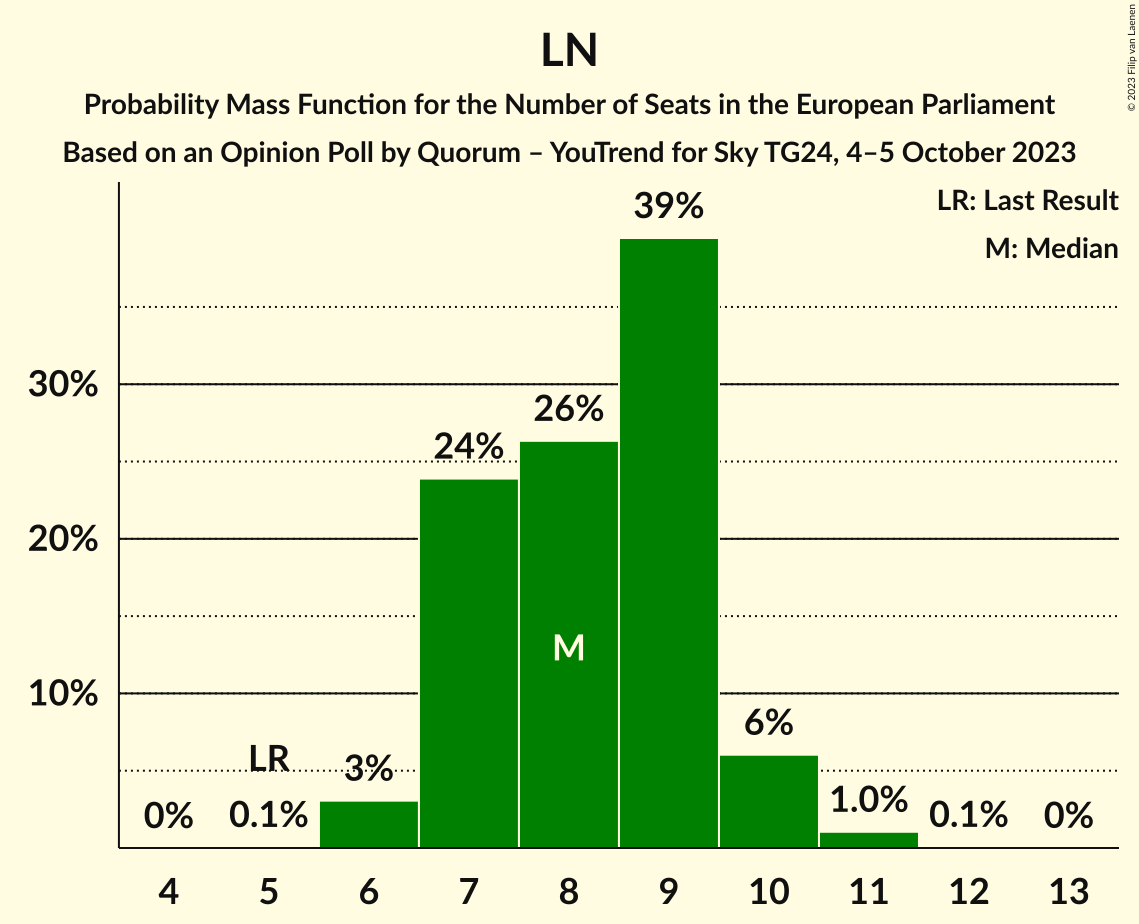 LN
Probability Mass Function for the Number of Seats in the European Parliament
Based on an Opinion Poll by Quorum – YouTrend for Sky TG24, 4–5 October 2023
© 2023 Filip van Laenen
LR: Last Result
M: Median
39%
30%
26%
24%
20%
M
10%
6%
LR
3%
1.0%
0% 0.1% 0.1% 0%
4 5 6 7 8 9 10 11 12 13